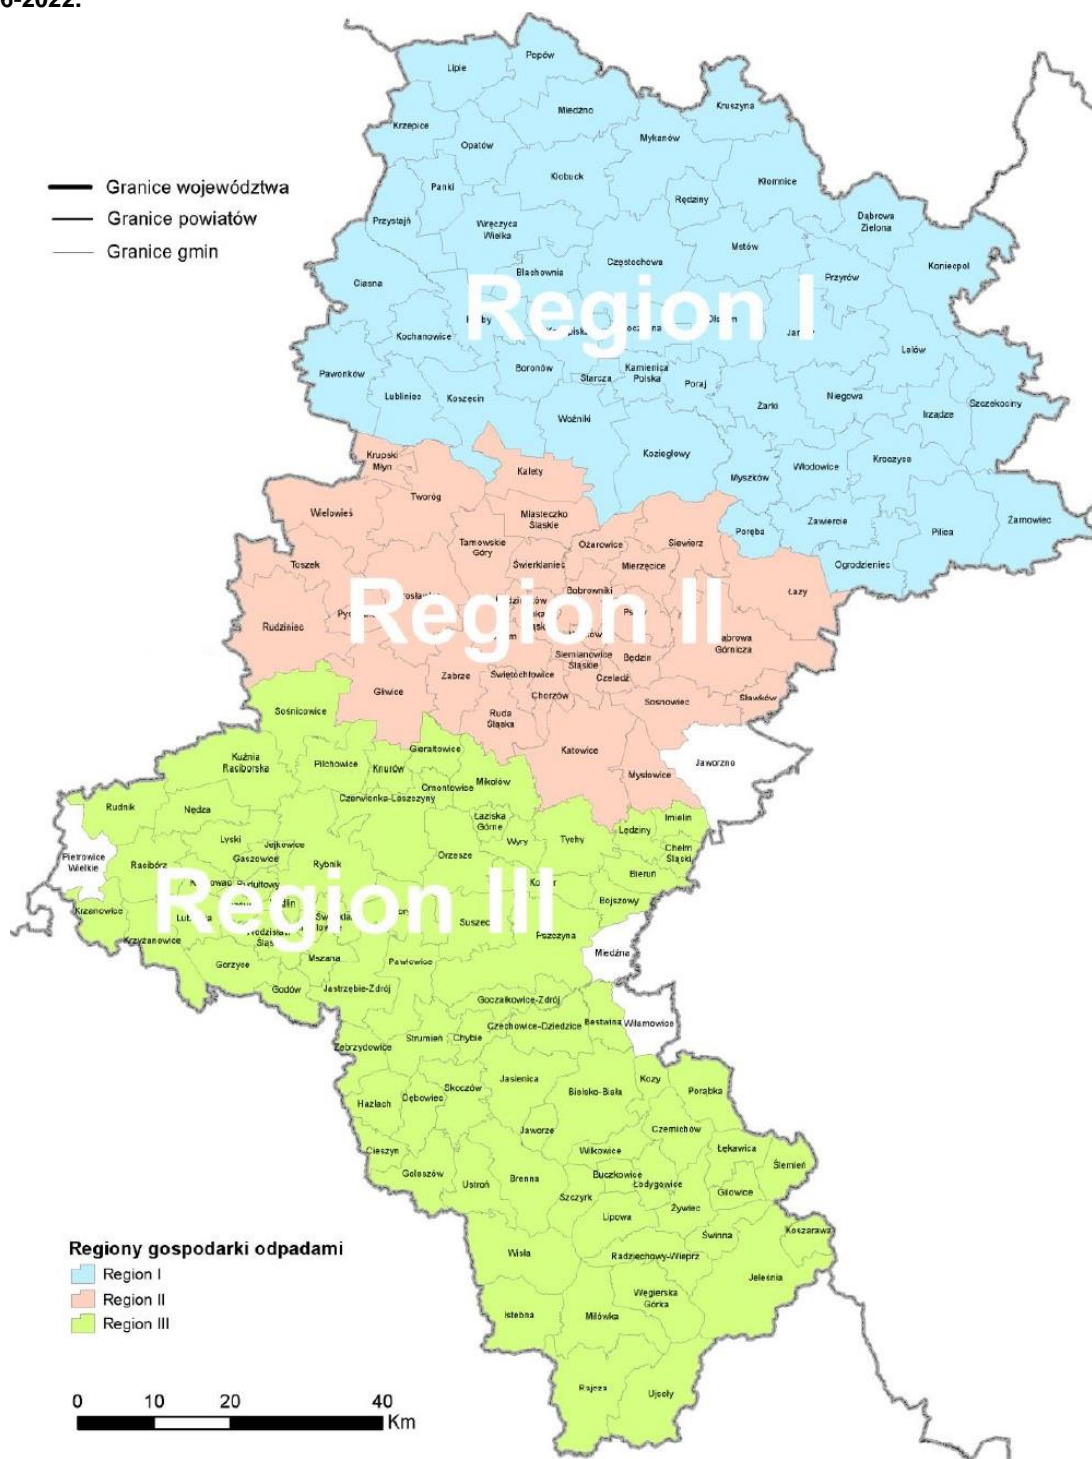 6-2022.
Popów
Lipie
Kruszyna
Miedźno
Krzepice
Mykanów
Opatów
Kłobuck
Kłomnice
Granice województwa
Panki
Rędziny
Granice powiatów
Przystajń
Dąbrowa
Zielona
Wręczyca
Wielka
Mstów
Granice gmin
Częstochowa
Koniecpol
Blachownia
Przyrów
Ciasna
Region I
Kochanowice
Lelów
Boronów
Kamienica
Polska
Pawonków
Starcza
Poraj
Lubliniec
Koszęcin
Niegowa
Żarki
Szczekociny
Irządze
Woźniki
Koziegłowy
Krupski
Młyn
Kroczyce
Włodowice
Kalety
Myszków
Tworóg
Wielowieś
Miasteczko
Śląskie
Zawiercie
Żarnowiec
Poręba
Pilica
Tarnowskie
Góry
Ożarowice
Siewierz
Toszek
Świerklaniec
Mierzęcice
Ogrodzieniec
Bobrowniki
Łazy
Region II
Rudziniec
Siemianowice
Śląskie
Będzin
Górnicza
Zabrze
Świętochłowice
Czeladź
Gliwice
Chorzów
Sosnowiec
Sławków
Sośnicowice
Ruda
Śląska
Gierałtowice
Katowice
Kuźnia
Raciborska
Pilchowice
Knurów
Jaworzno
Mysłowice
Ornontowice
Mikołów
Czerwionka-Leszczyny
Rudnik
Nędza
Łaziska
Górne
Imielin
Lędziny
Lyski
Jejkowice
Wyry
Tychy
Chełm
Śląski
Pietrowice
Wielkie
Gaszowice
Orzesze
Racibórz
Rybnik
Bieruń
Region III
Bojszowy
Krzanowice
Suszec
Krzyżanowice
Pszczyna
Miedźna
Mszana
Gorzyce
Pawłowice
Godów
Jastrzębie-Zdrój
Goczałkowice-Zdrój
Czechowice-Dziedzice
Bestwina
Wilamowice
Strumień
Chybie
Zebrzydowice
Jasienica
Kozy
Skoczów
Bielsko-Biała
Porąbka
Hażlach
Dębowiec
Jaworze
Czernichów
Cieszyn
Wilkowice
Łękawica
Goleszów
Ślemień
Ustroń
Brenna
Buczkowice
Łodygowice
Szczyrk
Gilowice
Żywiec
Lipowa
Koszarawa
Świnna
Regiony gospodarki odpadami
Wisła
Radziechowy-Wieprz
Region I
Jeleśnia
Region II
Węgierska
Górka
Istebna
Milówka
Region III
Rajcza
Ujsoły
0 10 20 40
Km